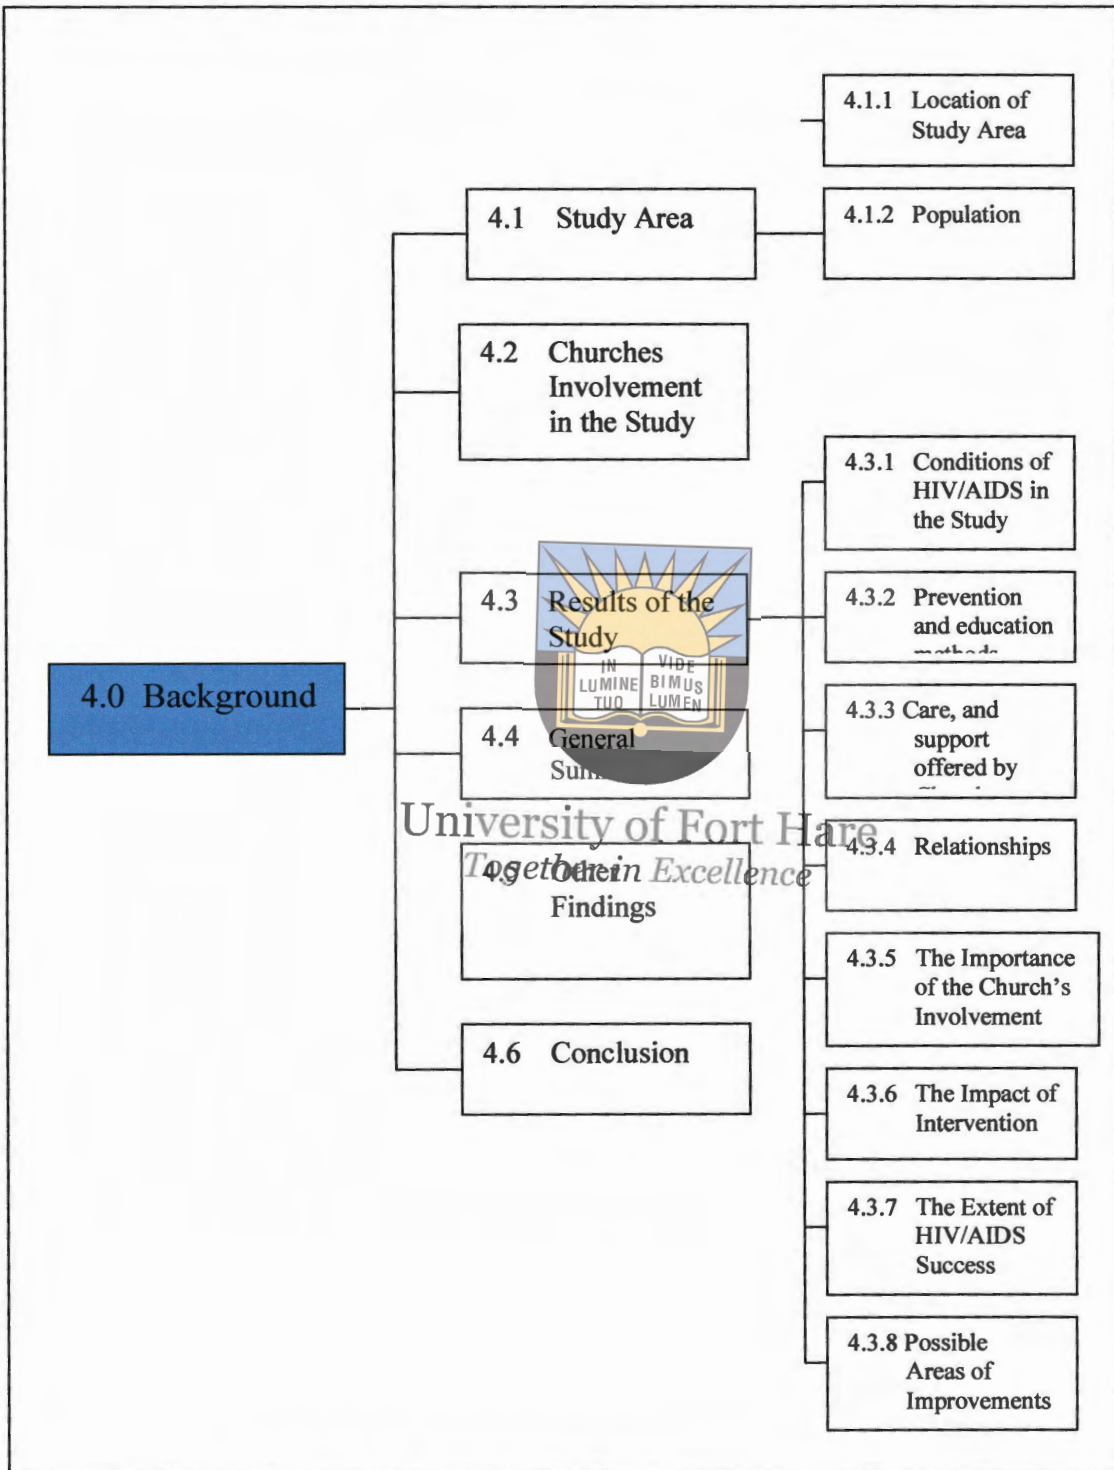 4.0 Background
4.1 Study Area
4.1.1 Location of
Study Area
4.1.2 Population
4.2 Churches
Involvement
in the Study
4.3 Results of the
Study
4.3.1 Conditions of
HIV/AIDS in
the Study
4.3.2 Prevention
and education
4.3.3 Care, and
support
offered by
4.3.4 Relationships
4.3.5 The Importance
of the Church's
Involvement
4.3.6 The Impact of
Intervention
4.3.7 The Extent of
HIV/AIDS
Success
4.3.8 Possible
Areas of
Improvements
4.4 General
4.5 Other
Findings
4.6 Conclusion
IN
LUMINE
TUO
VIDE
BIMUS
LUMEN
University of Fort Hare
Together in Excellence